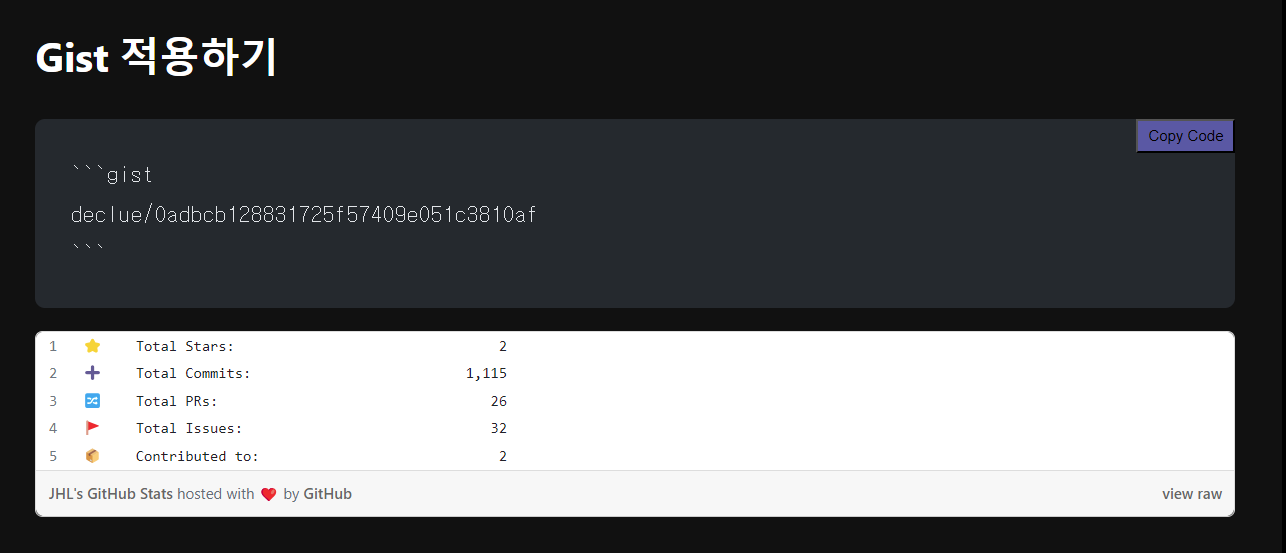 Gist 적용하기
Copy Code
```gist
declue/0adbcb128831725f57409e051c3810af
```
1 ⭐ Total Stars: 2
2 ➕ Total Commits: 1,115
3 🔀 Total PRs: 26
4 🚩 Total Issues: 32
5 📦 Contributed to: 2
JHL's GitHub Stats hosted with ❤ by GitHub view raw